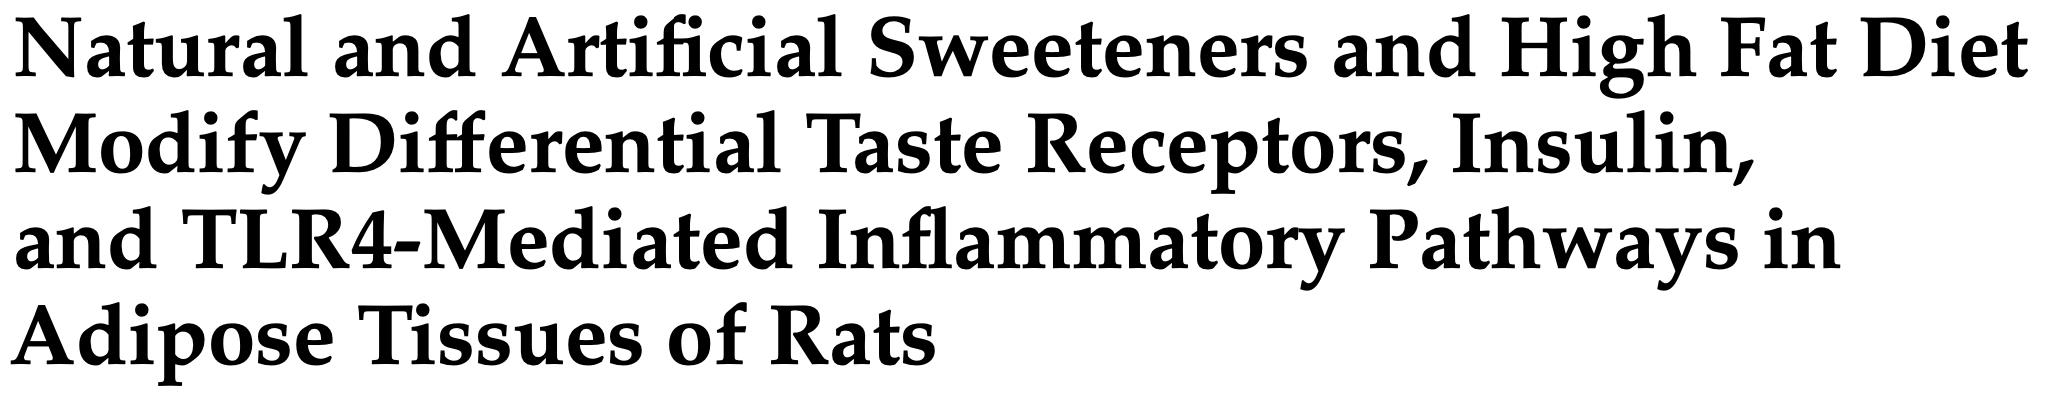 Natural and Artificial Sweeteners and High Fat Diet
Modify Differential Taste Receptors, Insulin,
and TLR4-Mediated Inflammatory Pathways in
Adipose Tissues of Rats